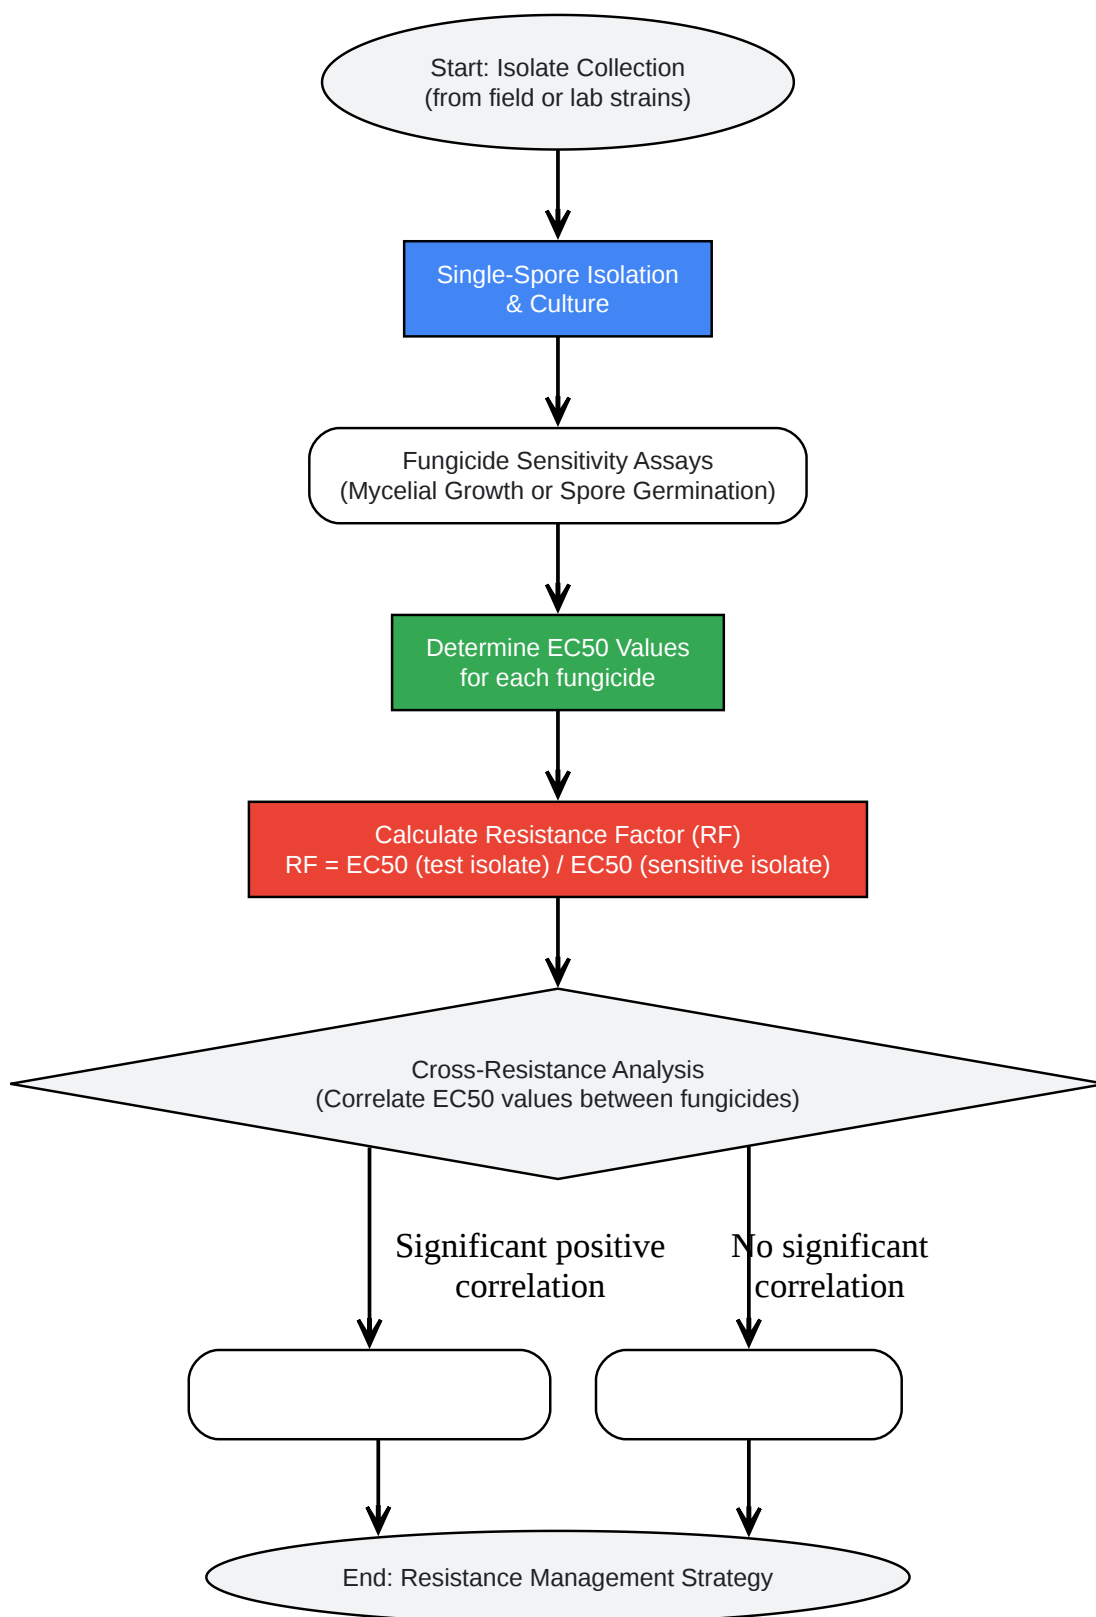 Start: Isolate Collection
(from field or lab strains)
Single-Spore Isolation
& Culture
Fungicide Sensitivity Assays
(Mycelial Growth or Spore Germination)
Determine EC50 Values
for each fungicide
Calculate Resistance Factor (RF)
RF = EC50 (test isolate) / EC50 (sensitive isolate)
Cross-Resistance Analysis
(Correlate EC50 values between fungicides)
Significant positive
correlation
No significant
correlation
End: Resistance Management Strategy